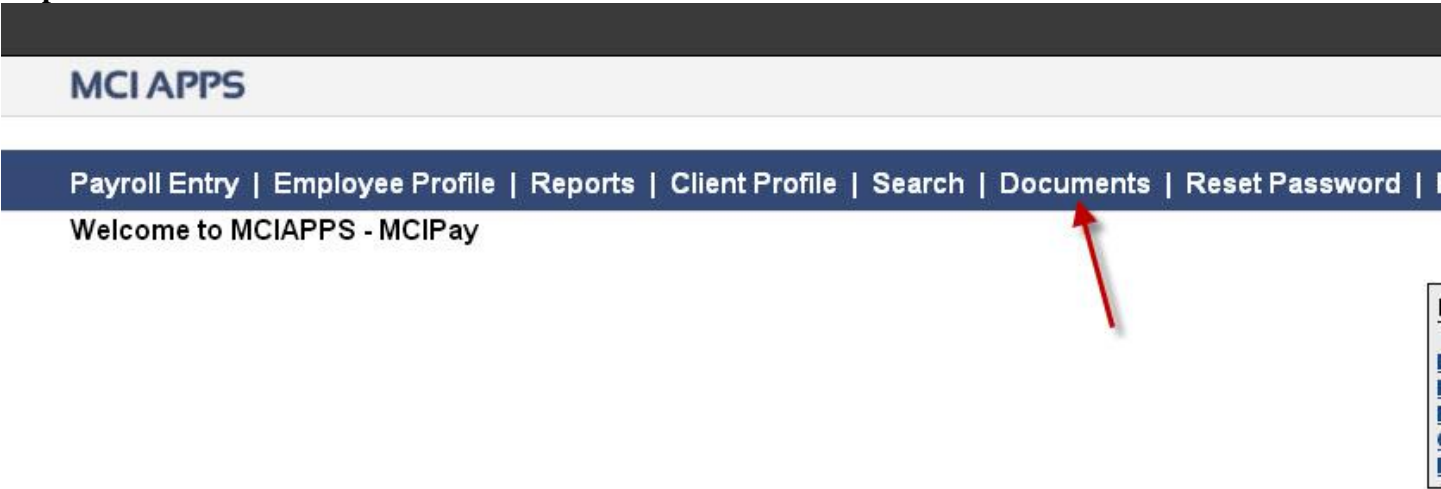 MCI APPS
Payroll Entry | Employee Profile | Reports | Client Profile | Search | Documents | Reset Password |
Welcome to MCIAPPS - MCIPay